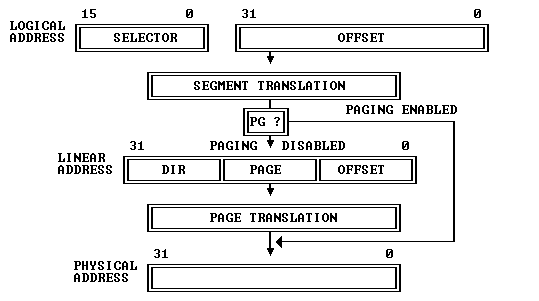 15 0 31 0
LOGICAL
ADDRESS
SELECTOR OFFSET
SEGMENT TRANSLATION
PG ?
PAGING ENABLED
31 PAGING DISABLED 0
LINEAR
ADDRESS
DIR PAGE OFFSET
PAGE TRANSLATION
31 0
PHYSICAL
ADDRESS